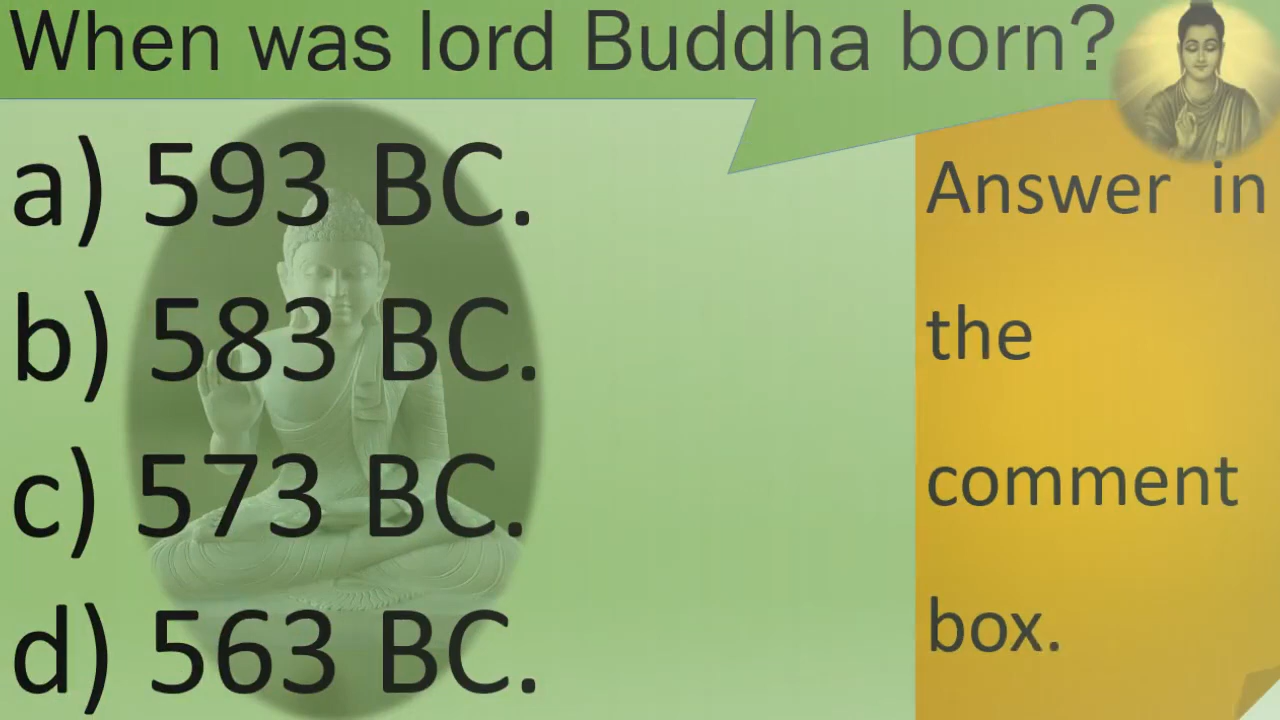 When was lord Buddha born?
a) 593 BC.
b) 583 BC.
c) 573 BC.
d) 563 BC.
Answer in
the
comment
box.